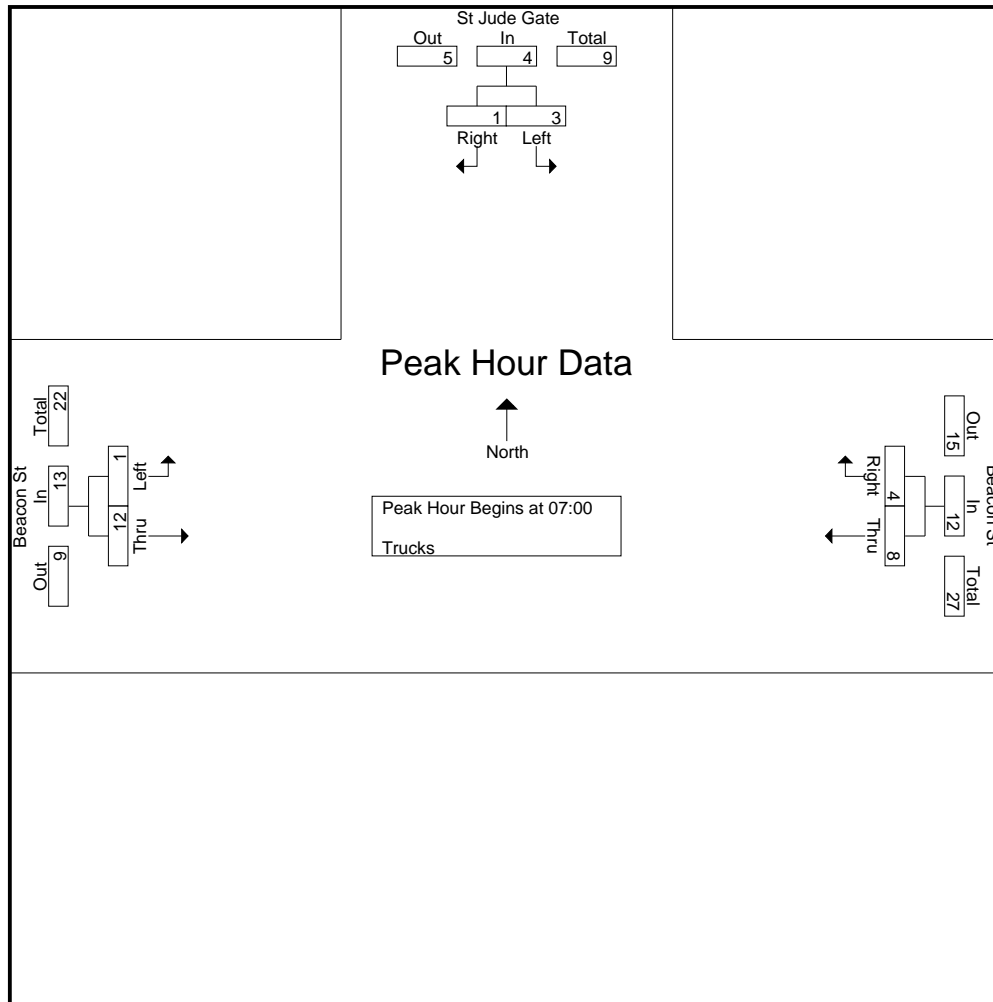 St Jude Gate
Out In Total
5 4 9
1 3
Right Left
Peak Hour Data
North
Peak Hour Begins at 07:00
Trucks
Beacon St
Total In Out
22 13 9
1 12
Left Thru
Beacon St
Out In Total
15 12 27
4 8
Right Thru